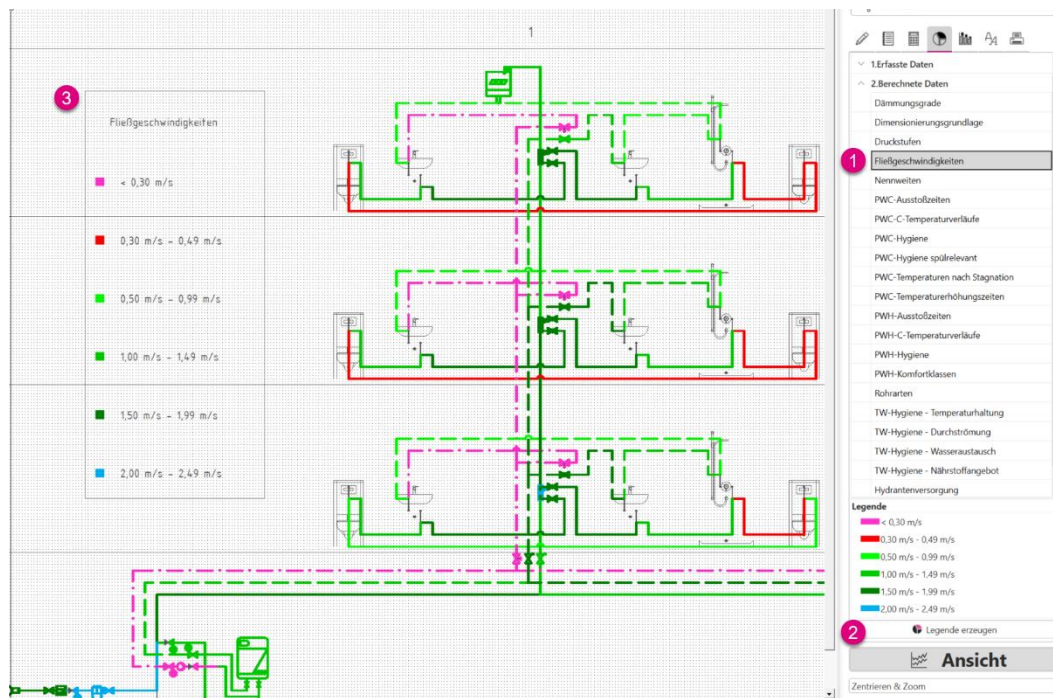 1
3
Fließgeschwindigkeiten
< 0,30 m/s
0,30 m/s - 0,49 m/s
0,50 m/s - 0,99 m/s
1,00 m/s - 1,49 m/s
1,50 m/s - 1,99 m/s
2,00 m/s - 2,49 m/s
1.Erfasste Daten
2.Berechnete Daten
Dämmungsgrade
Dimensionierungsgrundlage
Druckstufen
1
Fließgeschwindigkeiten
Nennweiten
PWC-Ausstoßzeiten
PWC-C-Temperaturverläufe
PWC-Hygiene
PWC-Hygiene spülrelevant
PWC-Temperaturen nach Stagnation
PWC-Temperaturerhöhungszeiten
PWH-Ausstoßzeiten
PWH-C-Temperaturverläufe
PWH-Hygiene
PWH-Komfortklassen
Rohrarten
TW-Hygiene - Temperaturhaltung
TW-Hygiene - Durchströmung
TW-Hygiene - Wasseraustausch
TW-Hygiene - Nährstoffangebot
Hydrantenversorgung
Legende
< 0,30 m/s
0,30 m/s - 0,49 m/s
0,50 m/s - 0,99 m/s
1,00 m/s - 1,49 m/s
1,50 m/s - 1,99 m/s
2,00 m/s - 2,49 m/s
2
Legende erzeugen
Ansicht
Zentrieren & Zoom